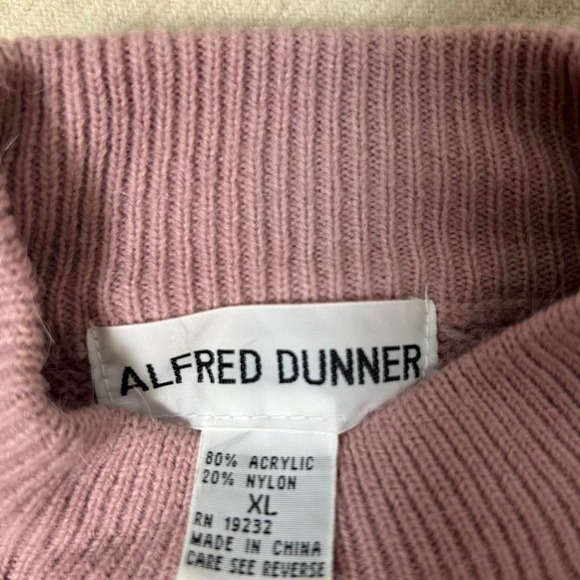 ALFRED DUNNER
80% ACRYLIC
20% NYLON
XL
RN 19232
MADE IN CHINA
CARE SEE REVERSE